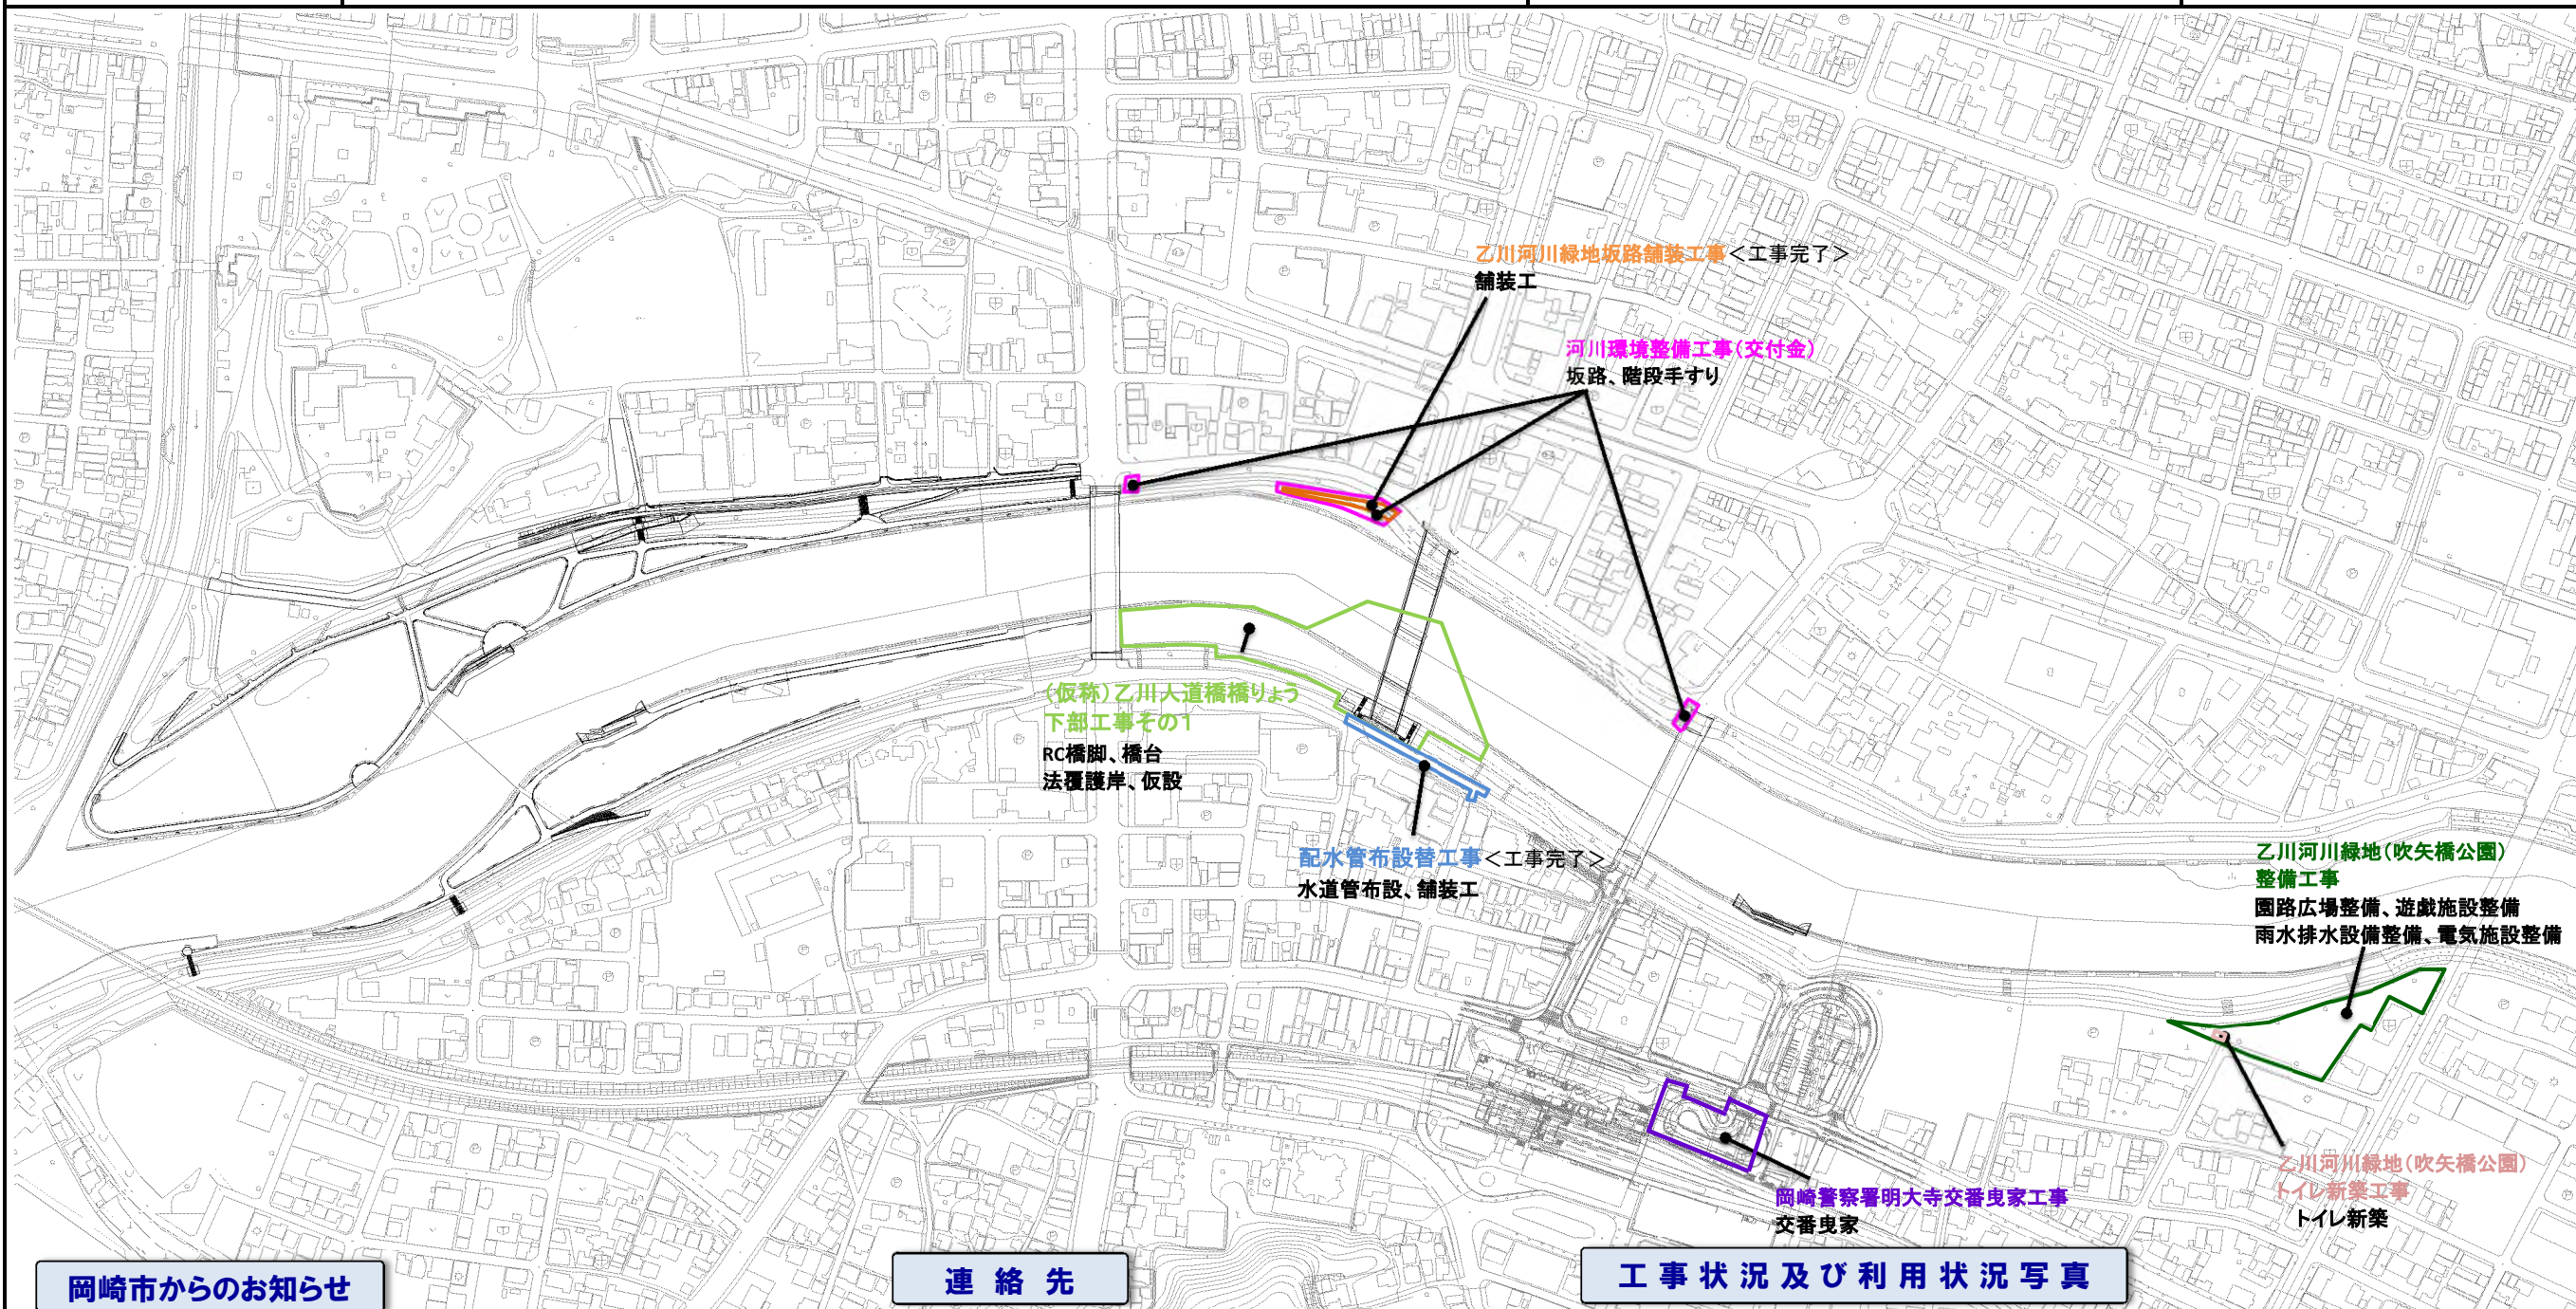 乙川河川緑地坂路舗装工事＜工事完了＞
舗装工
河川環境整備工事（交付金）
坂路、階段手すり
（仮称）乙川人道橋橋りょう
下部工事その1
RC橋脚、橋台
法覆護岸、仮設
配水管布設替工事＜工事完了＞
水道管布設、舗装工
乙川河川緑地（吹矢橋公園）
整備工事
園路広場整備、遊戯施設整備
雨水排水設備整備、電気施設整備
乙川河川緑地（吹矢橋公園）
トイレ新築工事
トイレ新築
岡崎警察署明大寺交番曳家工事
交番曳家
岡崎市からのお知らせ
連絡先
工事状況及び利用状況写真